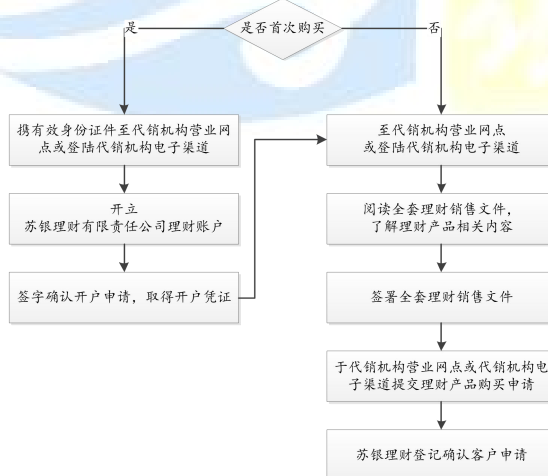 是否首次购买
是
否
携有效身份证件至代销机构营业网
点或登陆代销机构电子渠道
开立
苏银理财有限责任公司理财账户
签字确认开户申请，取得开户凭证
至代销机构营业网点
或登陆代销机构电子渠道
阅读全套理财销售文件，
了解理财产品相关内容
签署全套理财销售文件
于代销机构营业网点或代销机构电
子渠道提交理财产品购买申请
苏银理财登记确认客户申请